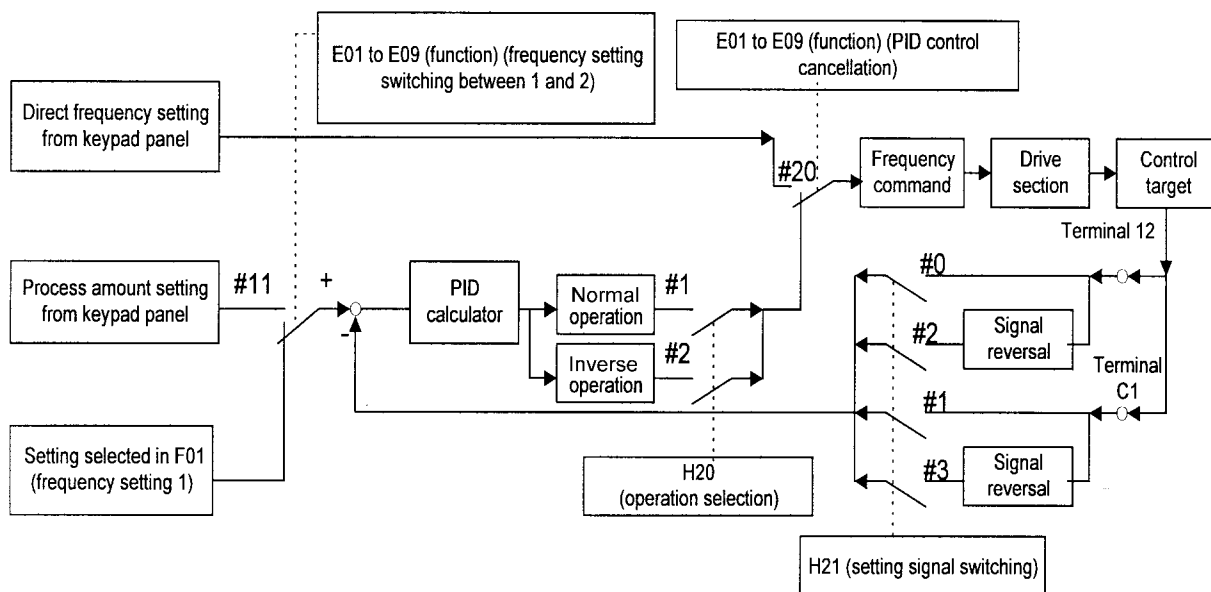 E01 to E09 (function) (frequency setting
switching between 1 and 2)
E01 to E09 (function) (PID control
cancellation)
Direct frequency setting
from keypad panel
#20
Frequency
command
Drive
section
Control
target
Terminal 12
Process amount setting
from keypad panel
#11
+
-
PID
calculator
Normal
operation
#1
Inverse
operation
#2
#0
#2
Signal
reversal
Terminal
C1
#1
#3
Signal
reversal
Setting selected in F01
(frequency setting 1)
H20
(operation selection)
H21 (setting signal switching)